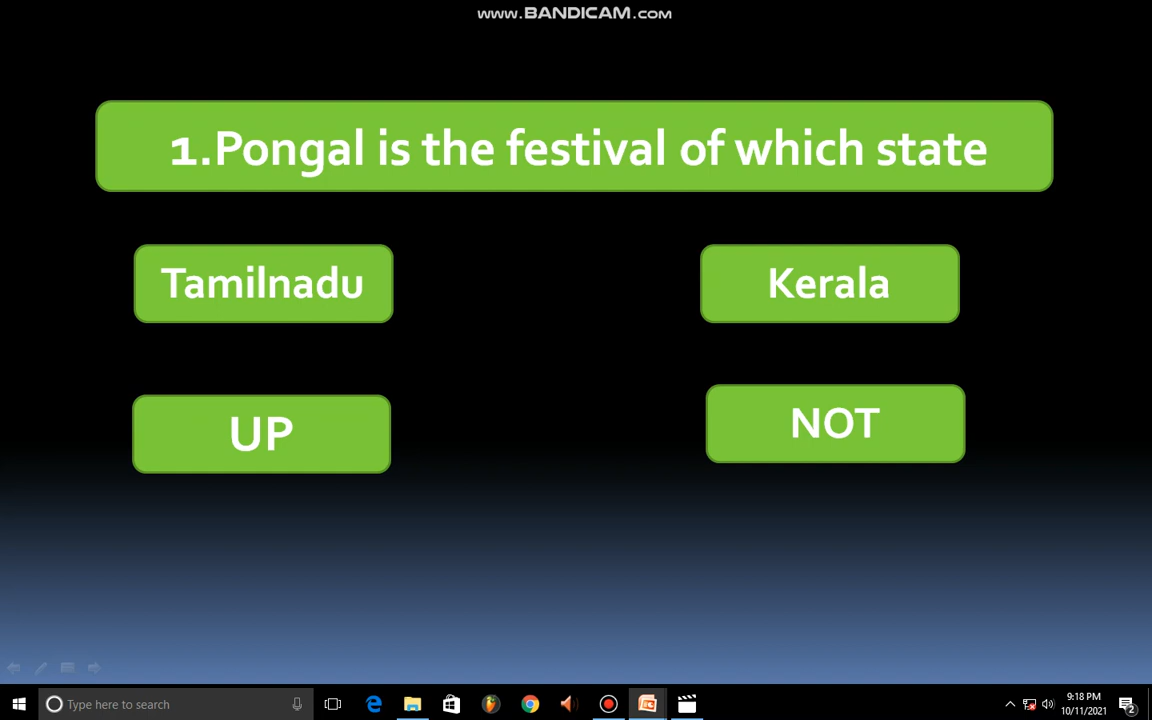 www.BANDICAM.com
1.Pongal is the festival of which state
Tamilnadu
Kerala
UP
NOT
Type here to search
9:18 PM
10/11/2021
2